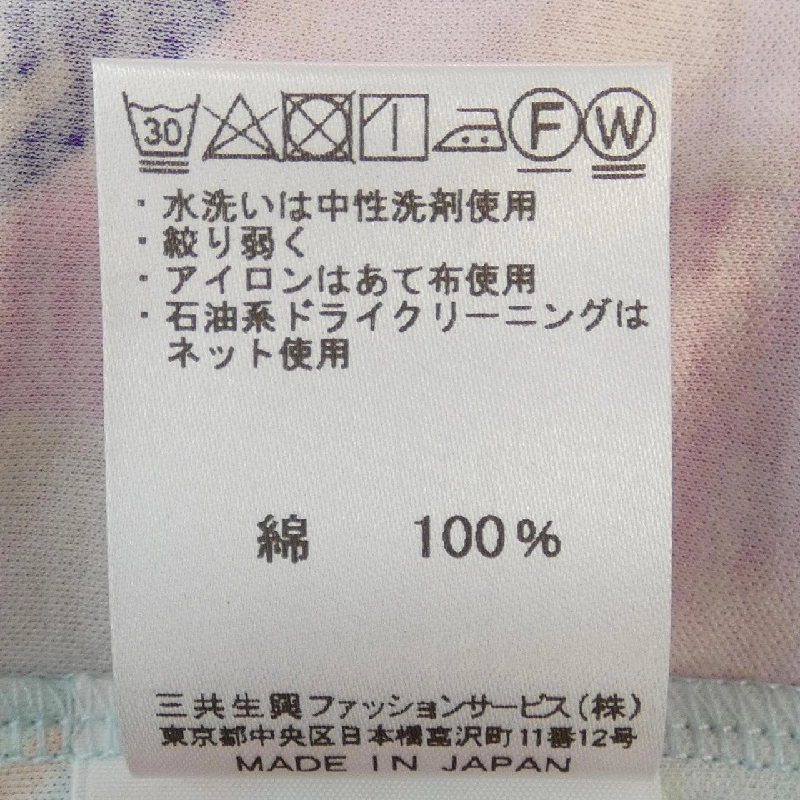 30 F W
・水洗いは中性洗剤使用
・絞り弱く
・アイロンはあて布使用
・石油系ドライクリーニングは
ネット使用
綿 100%
三共生興ファッションサービス(株)
東京都中央区日本橋富沢町11番12号
MADE IN JAPAN